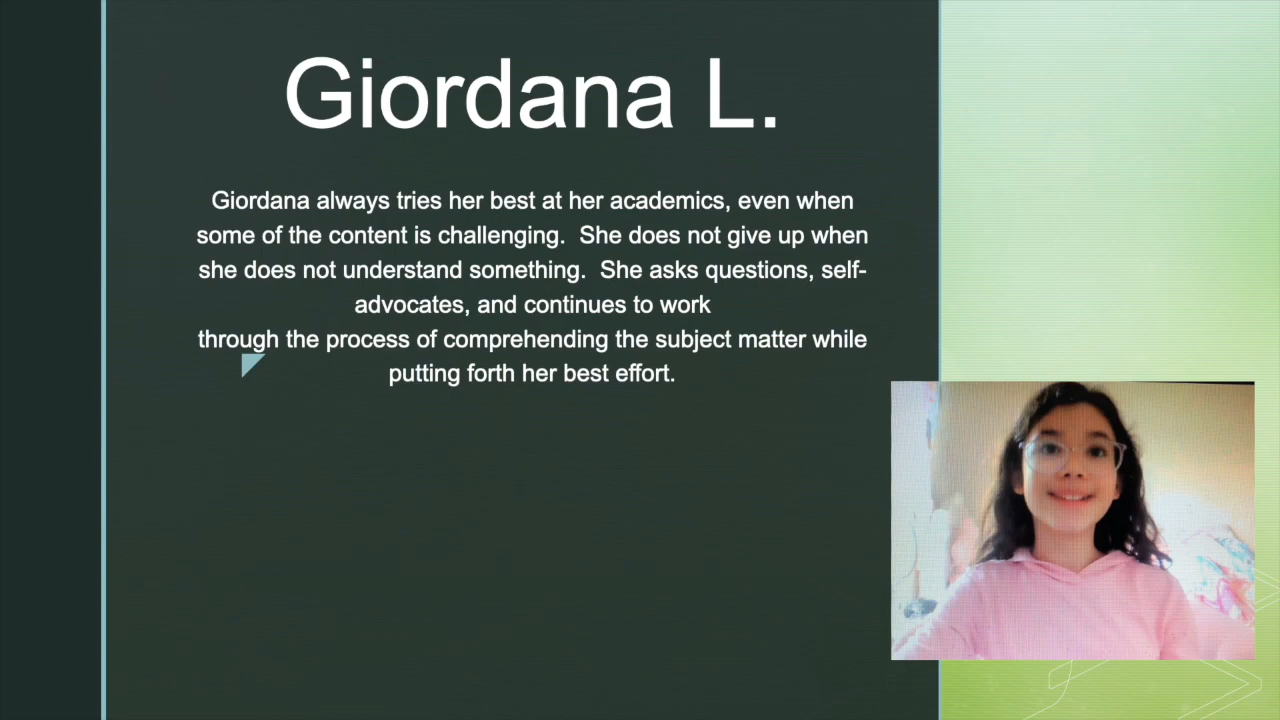 Giordana L.
Giordana always tries her best at her academics, even when
some of the content is challenging.  She does not give up when
she does not understand something.  She asks questions, self-
advocates, and continues to work
through the process of comprehending the subject matter while
putting forth her best effort.